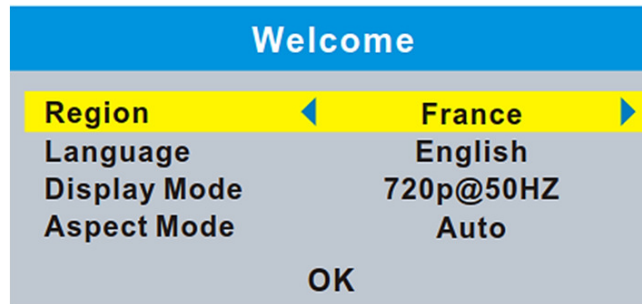 Welcome
Region France
Language English
Display Mode 720p@50HZ
Aspect Mode Auto
OK